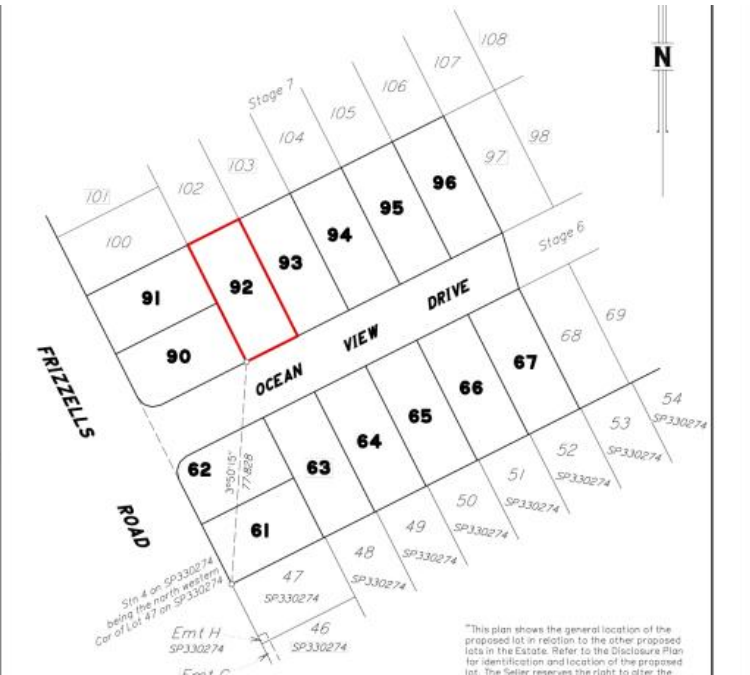 108
107
106
105
104
103
102
101
100
Stage 7
N
98
97
96
95
94
93
92
91
90
Stage 6
OCEAN VIEW DRIVE
FRIZZELLS
ROAD
69
68
67
66
65
64
63
62
61
3°50'15"
77.828
54
SP330274
53
SP330274
52
SP330274
51
SP330274
50
SP330274
49
SP330274
48
SP330274
47
SP330274
46
SP330274
Stn 4 on SP330274
being the north western
Cor of Lot 47 on SP330274
Emt H
SP330274
Emt G
"This plan shows the general location of the
proposed lot in relation to the other proposed
lots in the Estate. Refer to the Disclosure Plan
for identification and location of the proposed
lot. The Seller reserves the right to alter the